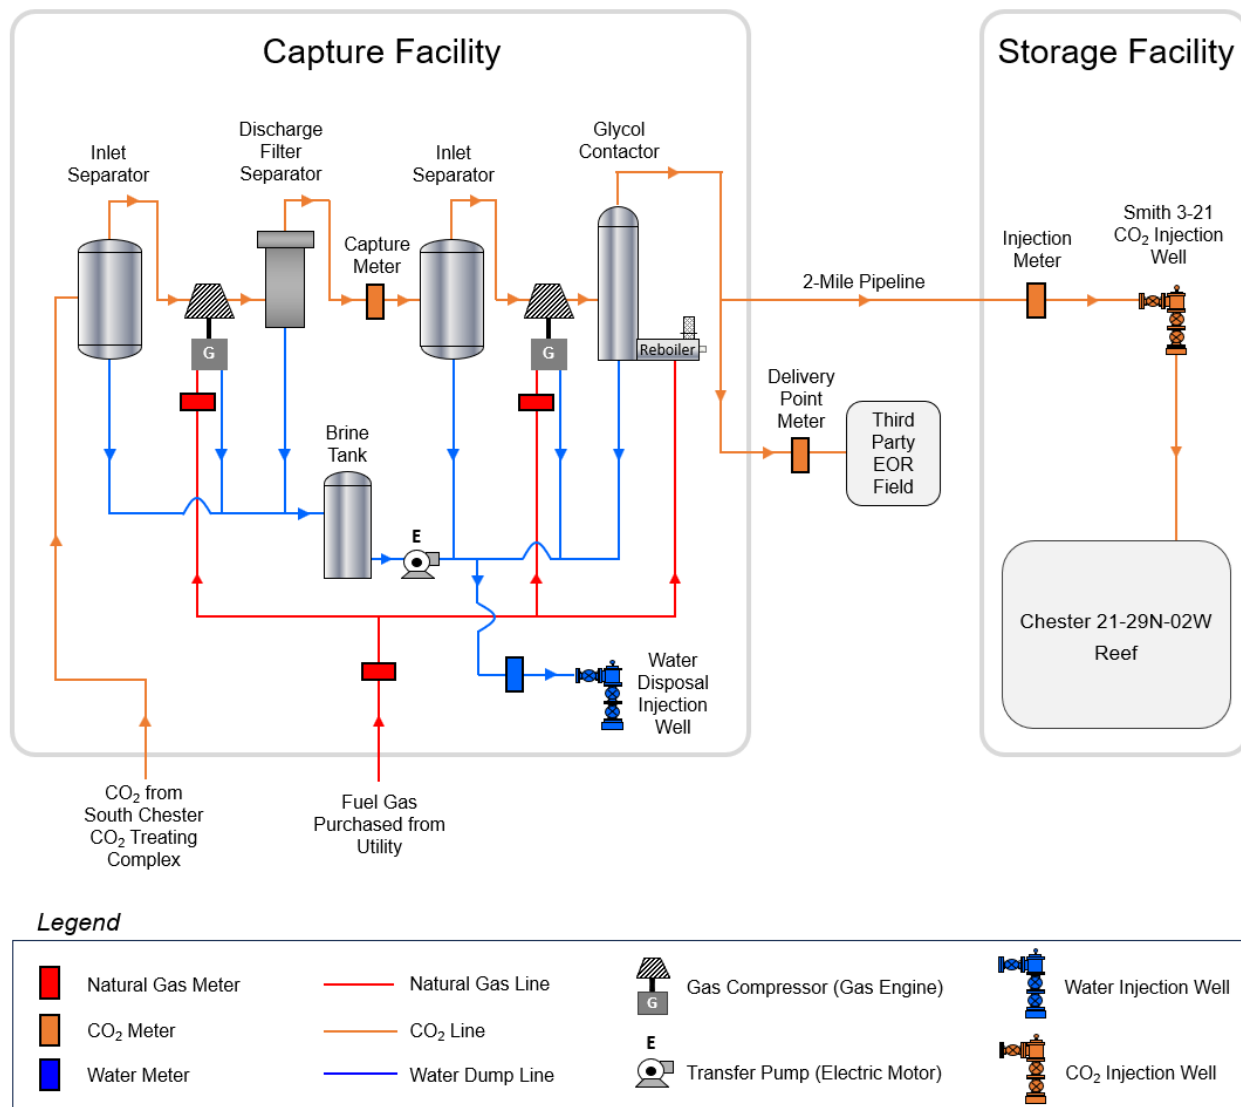 Capture Facility
Storage Facility
Inlet
Separator
Discharge
Filter
Separator
Capture
Meter
Inlet
Separator
Glycol
Contactor
Reboiler
G
G
2-Mile Pipeline
Injection
Meter
Smith 3-21
CO₂ Injection
Well
Delivery
Point
Meter
Third
Party
EOR
Field
Brine
Tank
E
Chester 21-29N-02W
Reef
Water
Disposal
Injection
Well
CO₂ from
South Chester
CO₂ Treating
Complex
Fuel Gas
Purchased from
Utility
Legend
Natural Gas Meter
CO₂ Meter
Water Meter
Natural Gas Line
CO₂ Line
Water Dump Line
G
Gas Compressor (Gas Engine)
E
Transfer Pump (Electric Motor)
Water Injection Well
CO₂ Injection Well